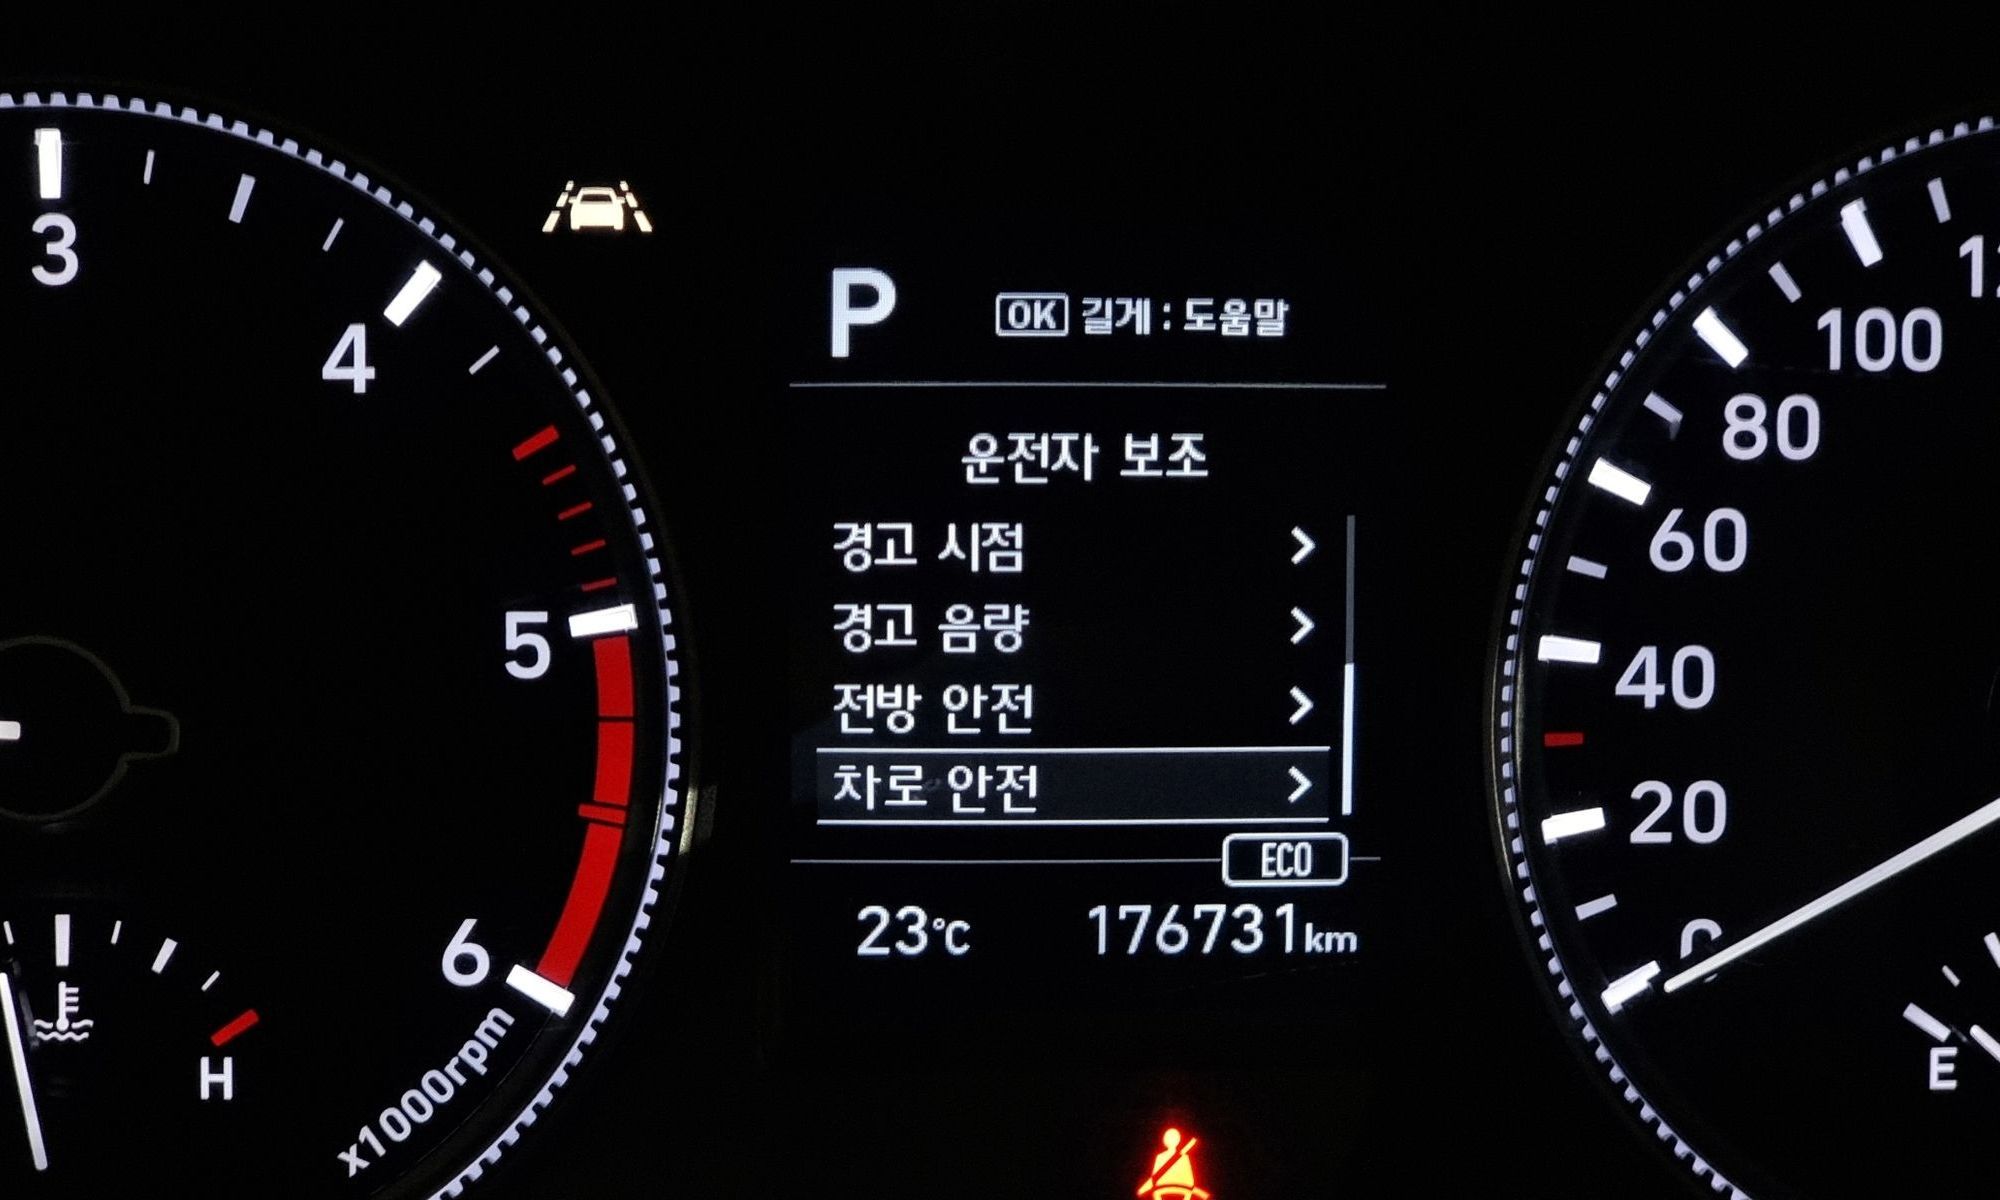 3
4
5
6
x1000rpm
H
P
OK 길게 : 도움말
운전자 보조
경고 시점
경고 음량
전방 안전
차로 안전
ECO
23°C 176731km
100
80
60
40
20
0
E